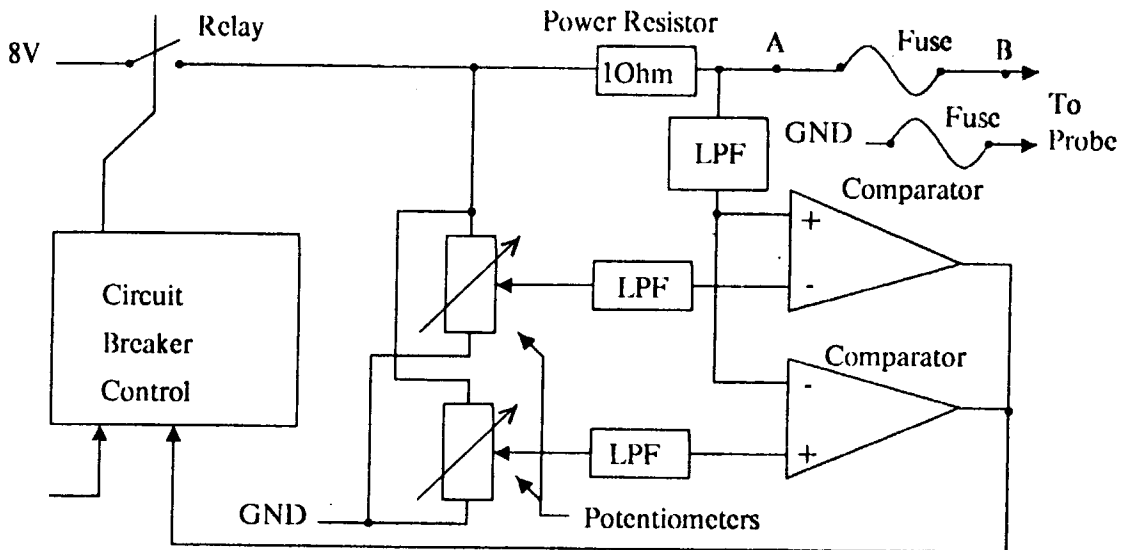 Power Resistor
Relay
A
Fuse
B
8V
1Ohm
To
Probe
GND
Fuse
LPF
Comparator
+
-
LPF
Circuit
Breaker
Control
Comparator
-
+
LPF
GND
Potentiometers